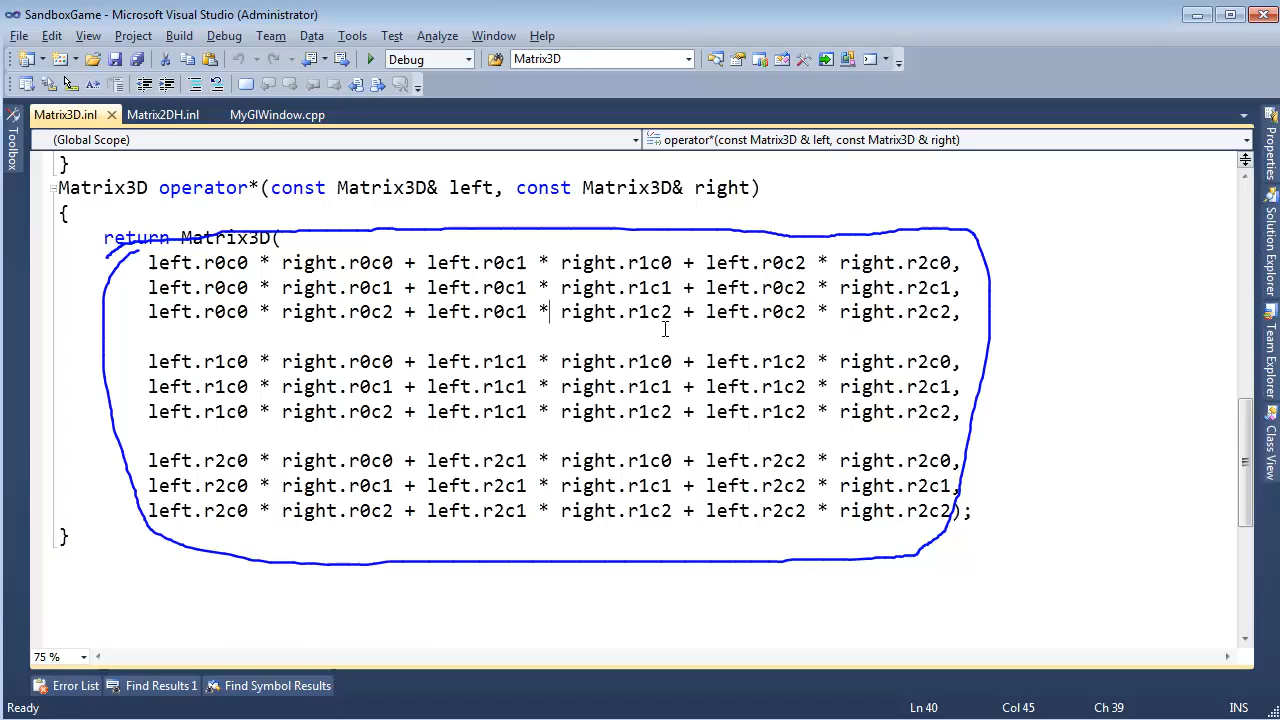 SandboxGame - Microsoft Visual Studio (Administrator)
File Edit View Project Build Debug Team Data Tools Test Analyze Window Help
Debug Matrix3D
Matrix3D.inl Matrix2DH.inl MyGlWindow.cpp
(Global Scope) operator*(const Matrix3D & left, const Matrix3D & right)
}
Matrix3D operator*(const Matrix3D& left, const Matrix3D& right)
{
return Matrix3D(
left.r0c0 * right.r0c0 + left.r0c1 * right.r1c0 + left.r0c2 * right.r2c0,
left.r0c0 * right.r0c1 + left.r0c1 * right.r1c1 + left.r0c2 * right.r2c1,
left.r0c0 * right.r0c2 + left.r0c1 * right.r1c2 + left.r0c2 * right.r2c2,
left.r1c0 * right.r0c0 + left.r1c1 * right.r1c0 + left.r1c2 * right.r2c0,
left.r1c0 * right.r0c1 + left.r1c1 * right.r1c1 + left.r1c2 * right.r2c1,
left.r1c0 * right.r0c2 + left.r1c1 * right.r1c2 + left.r1c2 * right.r2c2,
left.r2c0 * right.r0c0 + left.r2c1 * right.r1c0 + left.r2c2 * right.r2c0,
left.r2c0 * right.r0c1 + left.r2c1 * right.r1c1 + left.r2c2 * right.r2c1,
left.r2c0 * right.r0c2 + left.r2c1 * right.r1c2 + left.r2c2 * right.r2c2);
}
75 %
Error List Find Results 1 Find Symbol Results
Ready Ln 40 Col 45 Ch 39 INS
Toolbox
Properties
Solution Explorer
Team Explorer
Class View